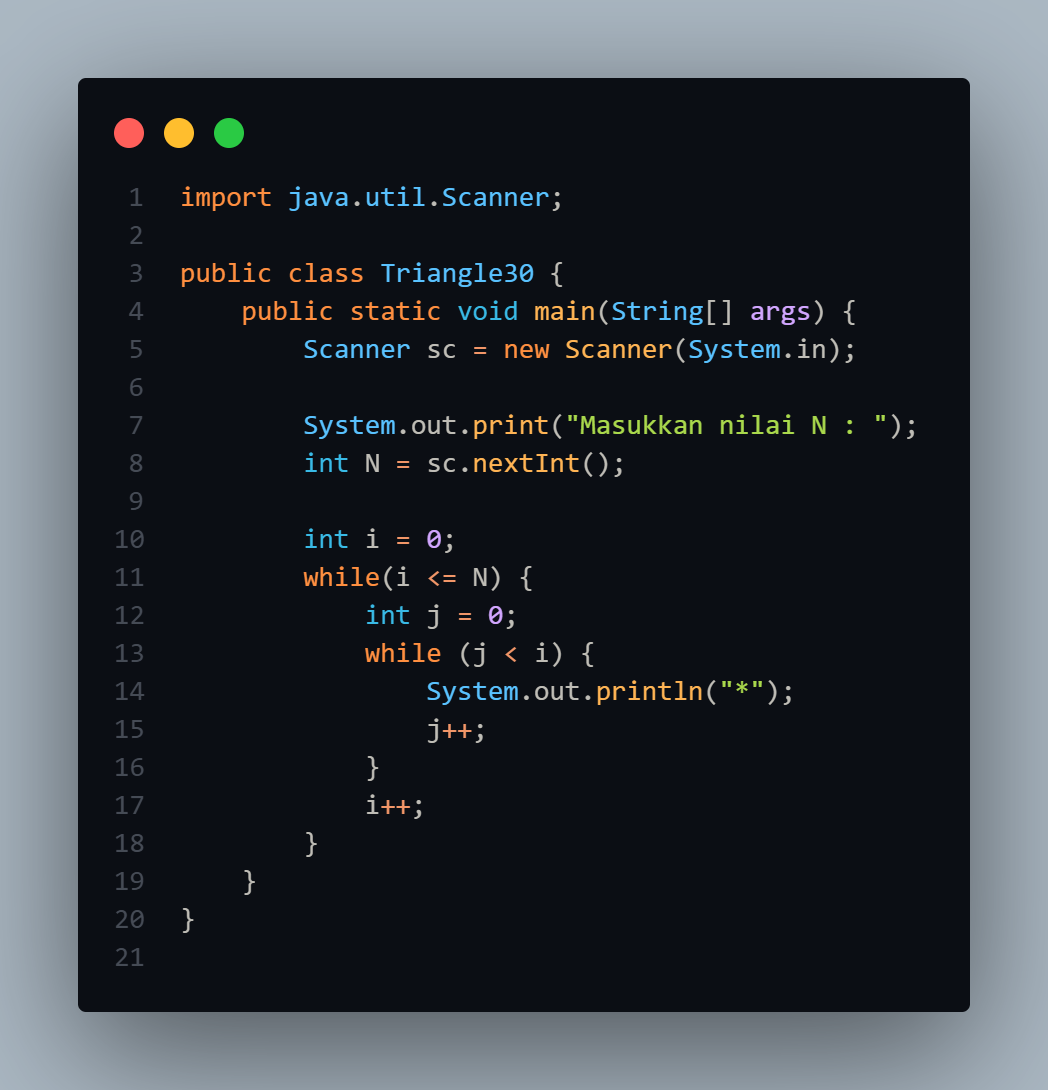 1 import java.util.Scanner;
2
3 public class Triangle30 {
4     public static void main(String[] args) {
5         Scanner sc = new Scanner(System.in);
6
7         System.out.print("Masukkan nilai N : ");
8         int N = sc.nextInt();
9
10         int i = 0;
11         while(i <= N) {
12             int j = 0;
13             while (j < i) {
14                 System.out.println("*");
15                 j++;
16             }
17             i++;
18         }
19     }
20 }
21